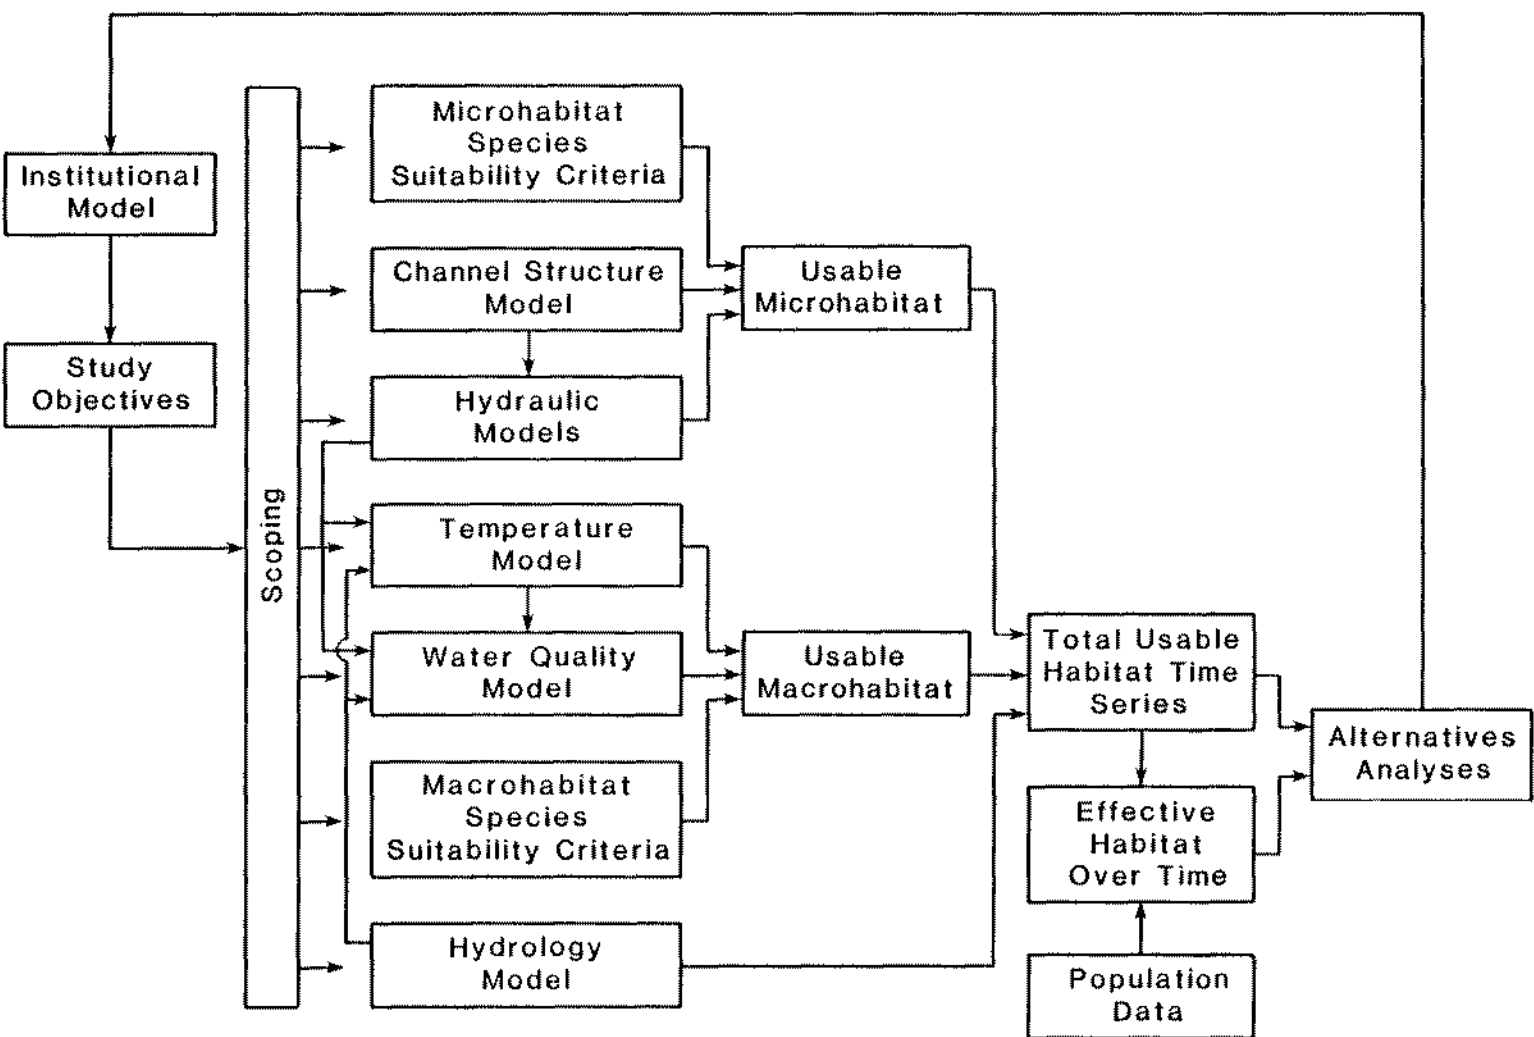 Institutional
Model
Study
Objectives
Scoping
Microhabitat
Species
Suitability Criteria
Channel Structure
Model
Hydraulic
Models
Temperature
Model
Water Quality
Model
Macrohabitat
Species
Suitability Criteria
Hydrology
Model
Usable
Microhabitat
Usable
Macrohabitat
Total Usable
Habitat Time
Series
Effective
Habitat
Over Time
Population
Data
Alternatives
Analyses